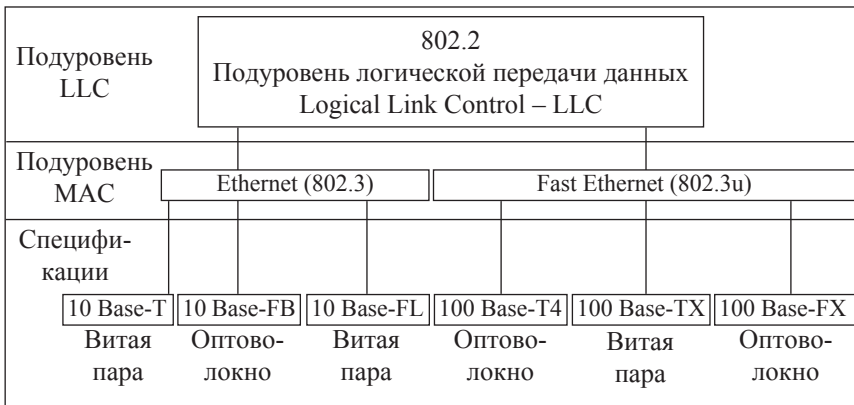 Подуровень
LLC
802.2
Подуровень логической передачи данных
Logical Link Control – LLC
Подуровень
MAC
Ethernet (802.3)
Fast Ethernet (802.3u)
Специфи-
кации
10 Base-T
10 Base-FB
10 Base-FL
100 Base-T4
100 Base-TX
100 Base-FX
Витая
пара
Оптово-
локно
Витая
пара
Оптово-
локно
Витая
пара
Оптово-
локно